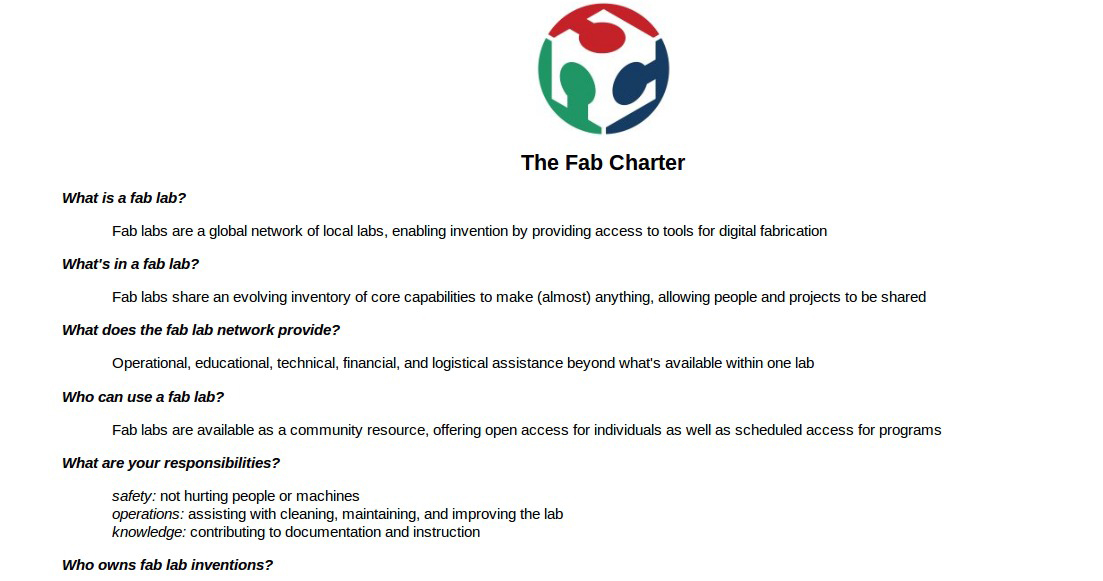 The Fab Charter
What is a fab lab?
Fab labs are a global network of local labs, enabling invention by providing access to tools for digital fabrication
What's in a fab lab?
Fab labs share an evolving inventory of core capabilities to make (almost) anything, allowing people and projects to be shared
What does the fab lab network provide?
Operational, educational, technical, financial, and logistical assistance beyond what's available within one lab
Who can use a fab lab?
Fab labs are available as a community resource, offering open access for individuals as well as scheduled access for programs
What are your responsibilities?
safety: not hurting people or machines
operations: assisting with cleaning, maintaining, and improving the lab
knowledge: contributing to documentation and instruction
Who owns fab lab inventions?